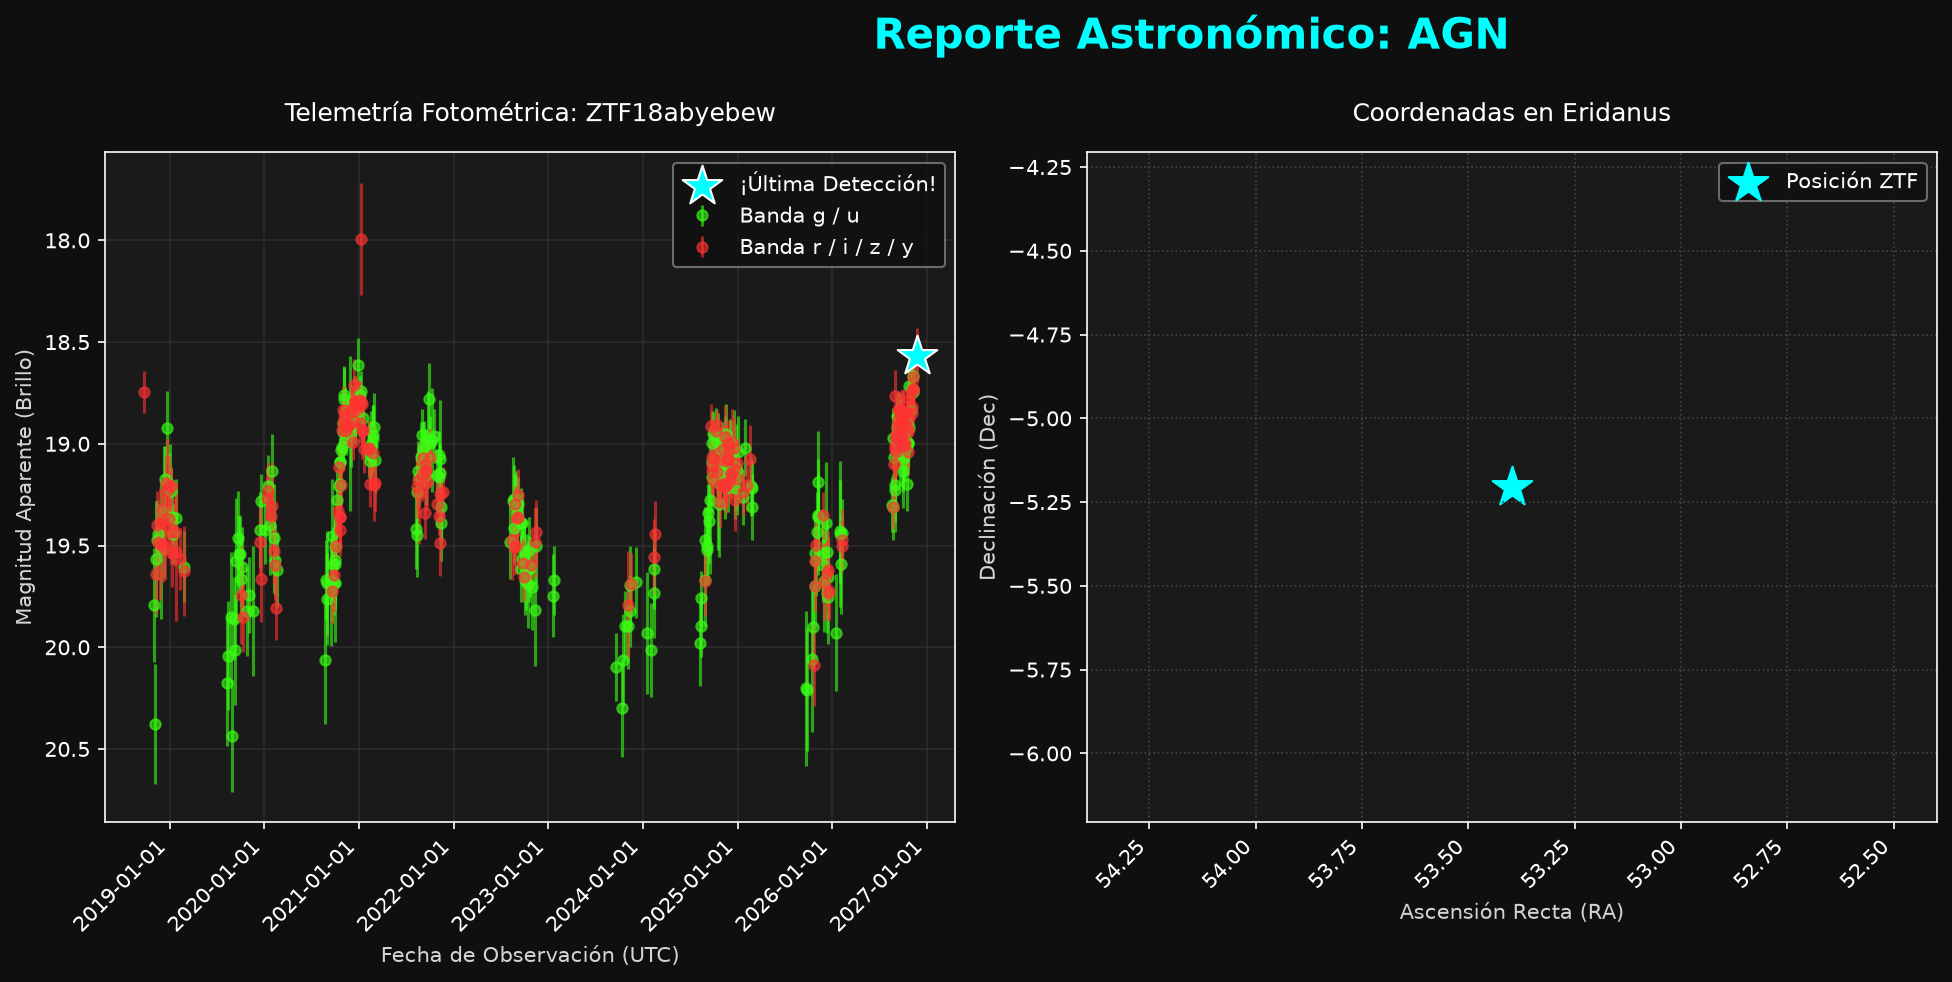 Reporte Astronómico: AGN
Telemetría Fotométrica: ZTF18abyebew
¡Última Detección!
Banda g / u
Banda r / i / z / y
Magnitud Aparente (Brillo)
18.0
18.5
19.0
19.5
20.0
20.5
2019-01-01
2020-01-01
2021-01-01
2022-01-01
2023-01-01
2024-01-01
2025-01-01
2026-01-01
2027-01-01
Fecha de Observación (UTC)
Coordenadas en Eridanus
Posición ZTF
Declinación (Dec)
−4.25
−4.50
−4.75
−5.00
−5.25
−5.50
−5.75
−6.00
54.25
54.00
53.75
53.50
53.25
53.00
52.75
52.50
Ascensión Recta (RA)